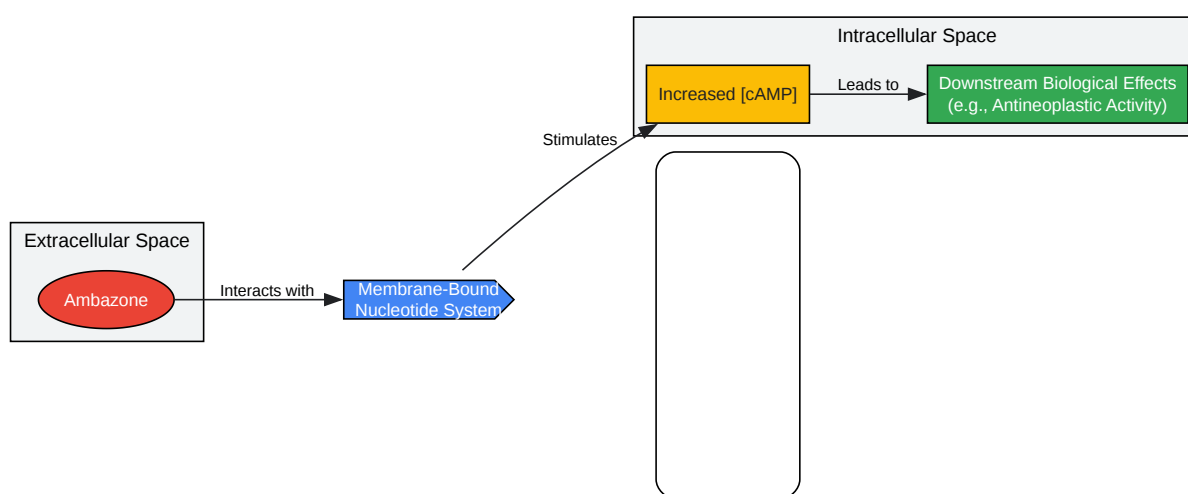 Intracellular Space
Increased [cAMP]
Leads to
Downstream Biological Effects
(e.g., Antineoplastic Activity)
Stimulates
Extracellular Space
Ambazone
Interacts with
Membrane-Bound
Nucleotide System